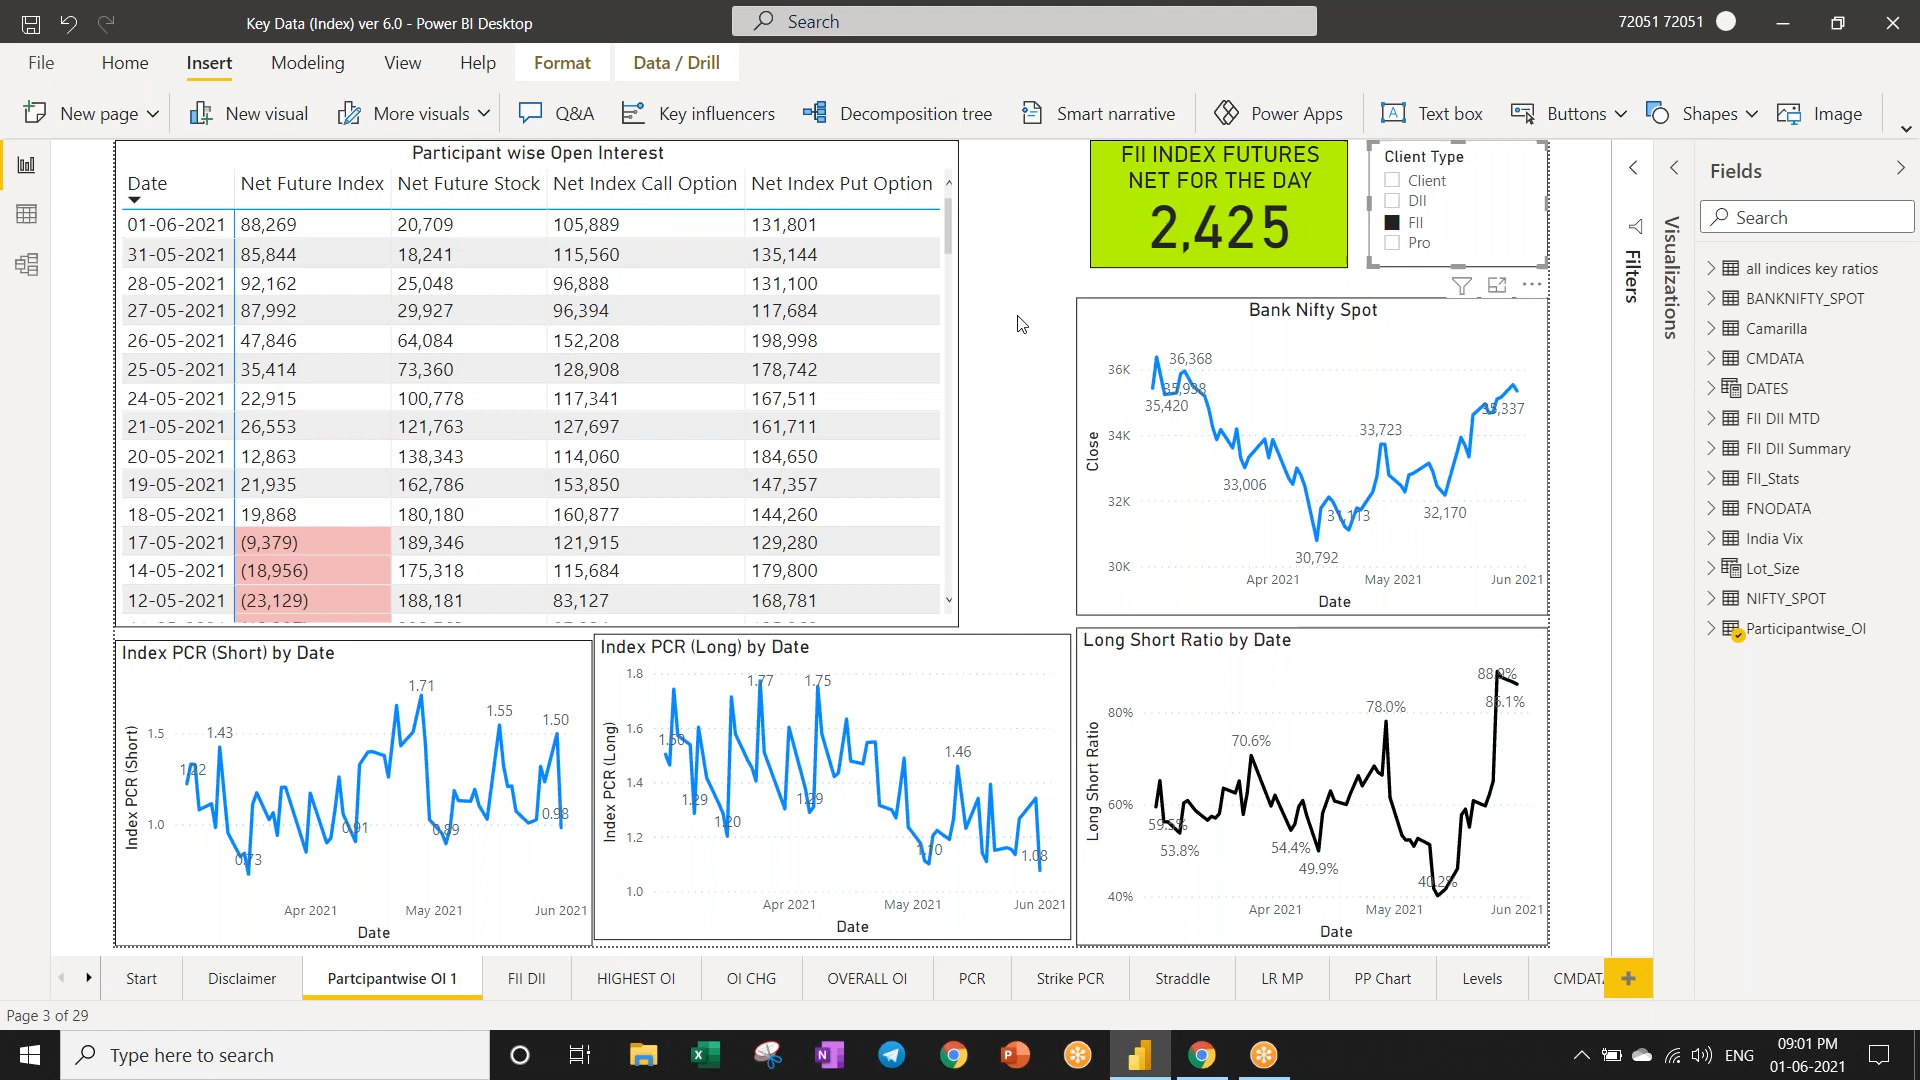 Key Data (Index) ver 6.0 - Power BI Desktop
Search
72051 72051
File Home Insert Modeling View Help Format Data / Drill
New page New visual More visuals Q&A Key influencers Decomposition tree Smart narrative Power Apps Text box Buttons Shapes Image
Participant wise Open Interest
Date Net Future Index Net Future Stock Net Index Call Option Net Index Put Option
01-06-2021 88,269 20,709 105,889 131,801
31-05-2021 85,844 18,241 115,560 135,144
28-05-2021 92,162 25,048 96,888 131,100
27-05-2021 87,992 29,927 96,394 117,684
26-05-2021 47,846 64,084 152,208 198,998
25-05-2021 35,414 73,360 128,908 178,742
24-05-2021 22,915 100,778 117,341 167,511
21-05-2021 26,553 121,763 127,697 161,711
20-05-2021 12,863 138,343 114,060 184,650
19-05-2021 21,935 162,786 153,850 147,357
18-05-2021 19,868 180,180 160,877 144,260
17-05-2021 (9,379) 189,346 121,915 129,280
14-05-2021 (18,956) 175,318 115,684 179,800
12-05-2021 (23,129) 188,181 83,127 168,781
FII INDEX FUTURES
NET FOR THE DAY
2,425
Client Type
Client
DII
FII
Pro
Bank Nifty Spot
36K
34K
32K
30K
Close
36,368
35,938
35,420
33,006
30,792
31,113
33,723
32,170
35,337
Apr 2021 May 2021 Jun 2021
Date
Index PCR (Short) by Date
Index PCR (Short)
1.5
1.0
1.22
1.43
0.73
0.91
1.71
0.89
1.55
1.50
0.98
Apr 2021 May 2021 Jun 2021
Date
Index PCR (Long) by Date
Index PCR (Long)
1.8
1.6
1.4
1.2
1.0
1.50
1.29
1.20
1.77
1.29
1.75
1.10
1.46
1.08
Apr 2021 May 2021 Jun 2021
Date
Long Short Ratio by Date
Long Short Ratio
80%
60%
40%
59.5%
53.8%
70.6%
54.4%
49.9%
78.0%
40.2%
86.1%
Apr 2021 May 2021 Jun 2021
Date
Filters
Visualizations
Fields
Search
all indices key ratios
BANKNIFTY_SPOT
Camarilla
CMDATA
DATES
FII DII MTD
FII DII Summary
FII_Stats
FNODATA
India Vix
Lot_Size
NIFTY_SPOT
Participantwise_OI
Start Disclaimer Partcipantwise OI 1 FII DII HIGHEST OI OI CHG OVERALL OI PCR Strike PCR Straddle LR MP PP Chart Levels CMDATA
Page 3 of 29
Type here to search
ENG
09:01 PM
01-06-2021